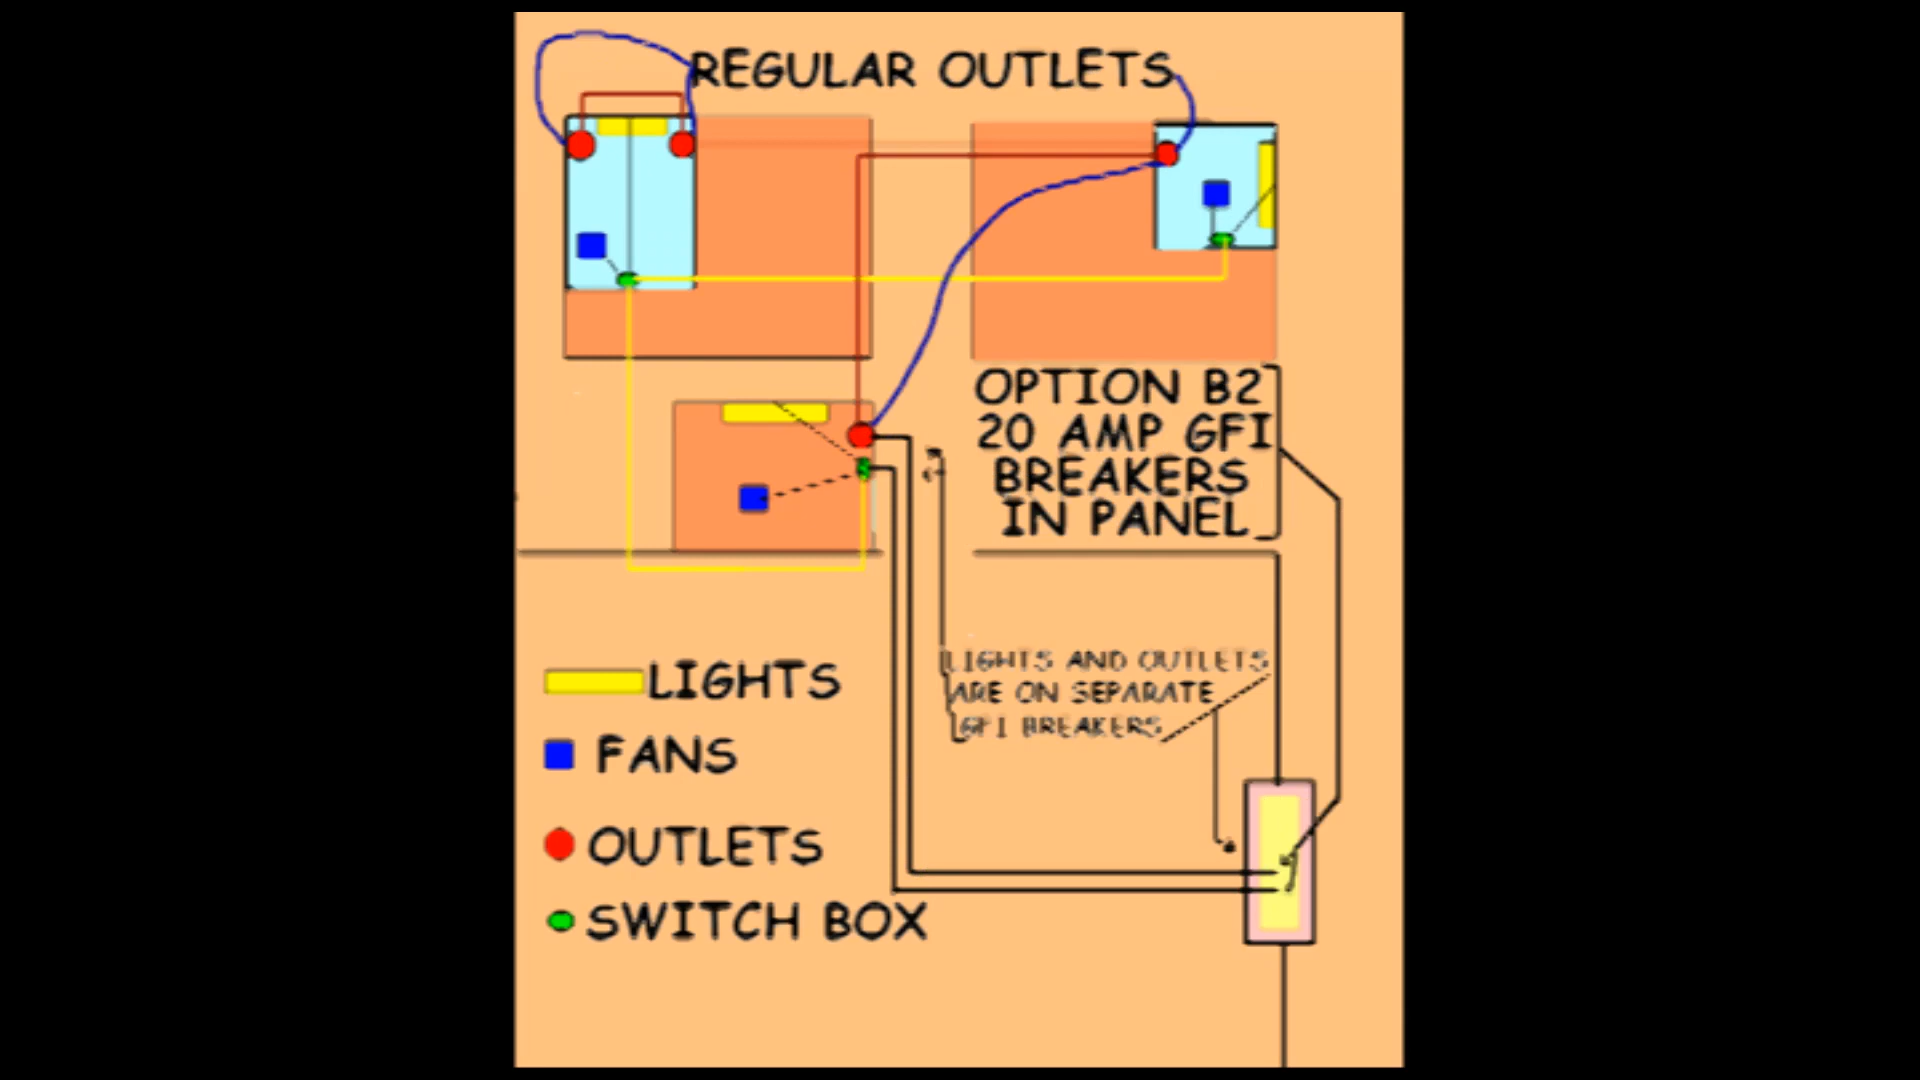 REGULAR OUTLETS
OPTION B2
20 AMP GFI
BREAKERS
IN PANEL
LIGHTS AND OUTLETS
ARE ON SEPARATE
GFI BREAKERS
LIGHTS
FANS
OUTLETS
SWITCH BOX